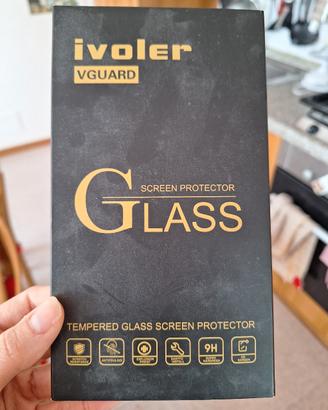 ivoler
VGUARD
SCREEN PROTECTOR
GLASS
TEMPERED GLASS SCREEN PROTECTOR
9H